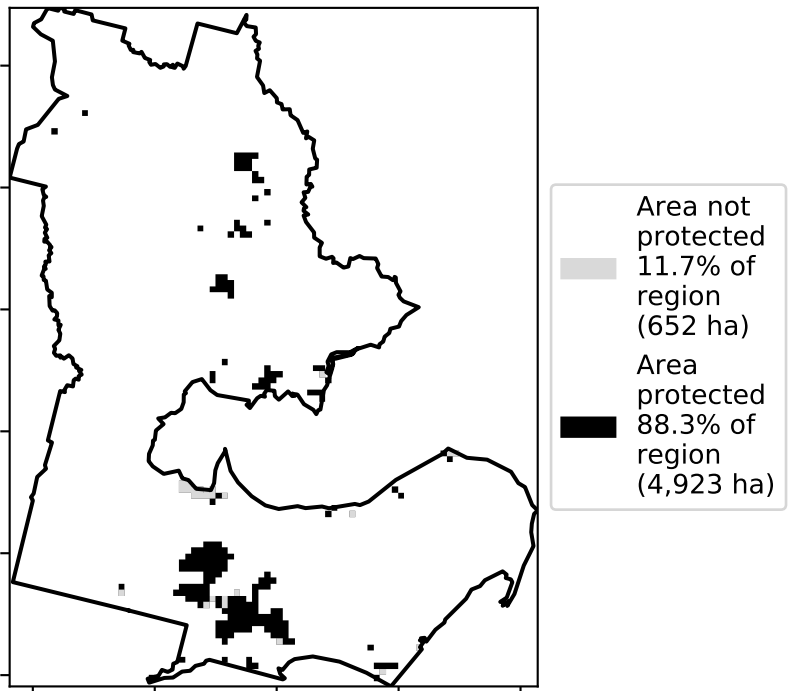 Area not
protected
11.7% of
region
(652 ha)
Area
protected
88.3% of
region
(4,923 ha)